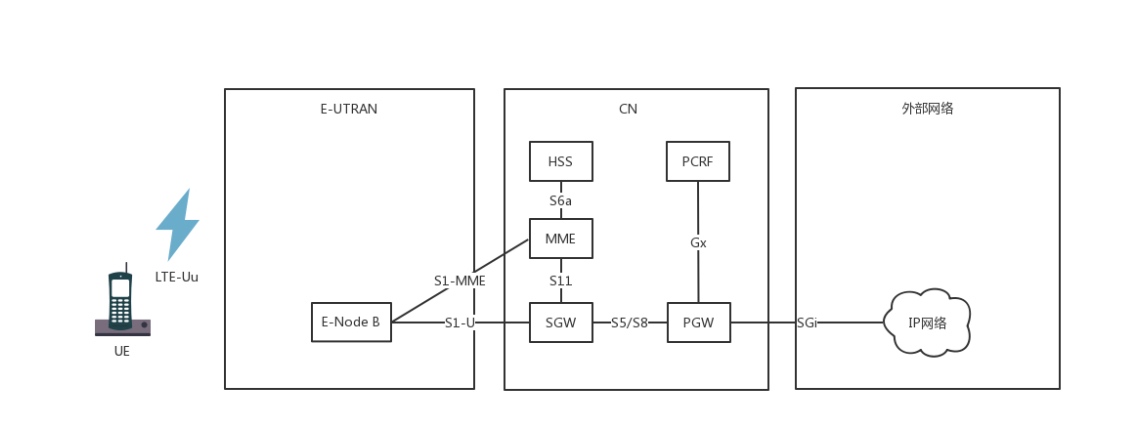 E-UTRAN
CN
外部网络
HSS
PCRF
S6a
MME
Gx
LTE-Uu
S1-MME
S11
E-Node B
S1-U
SGW
S5/S8
PGW
SGi
IP网络
UE